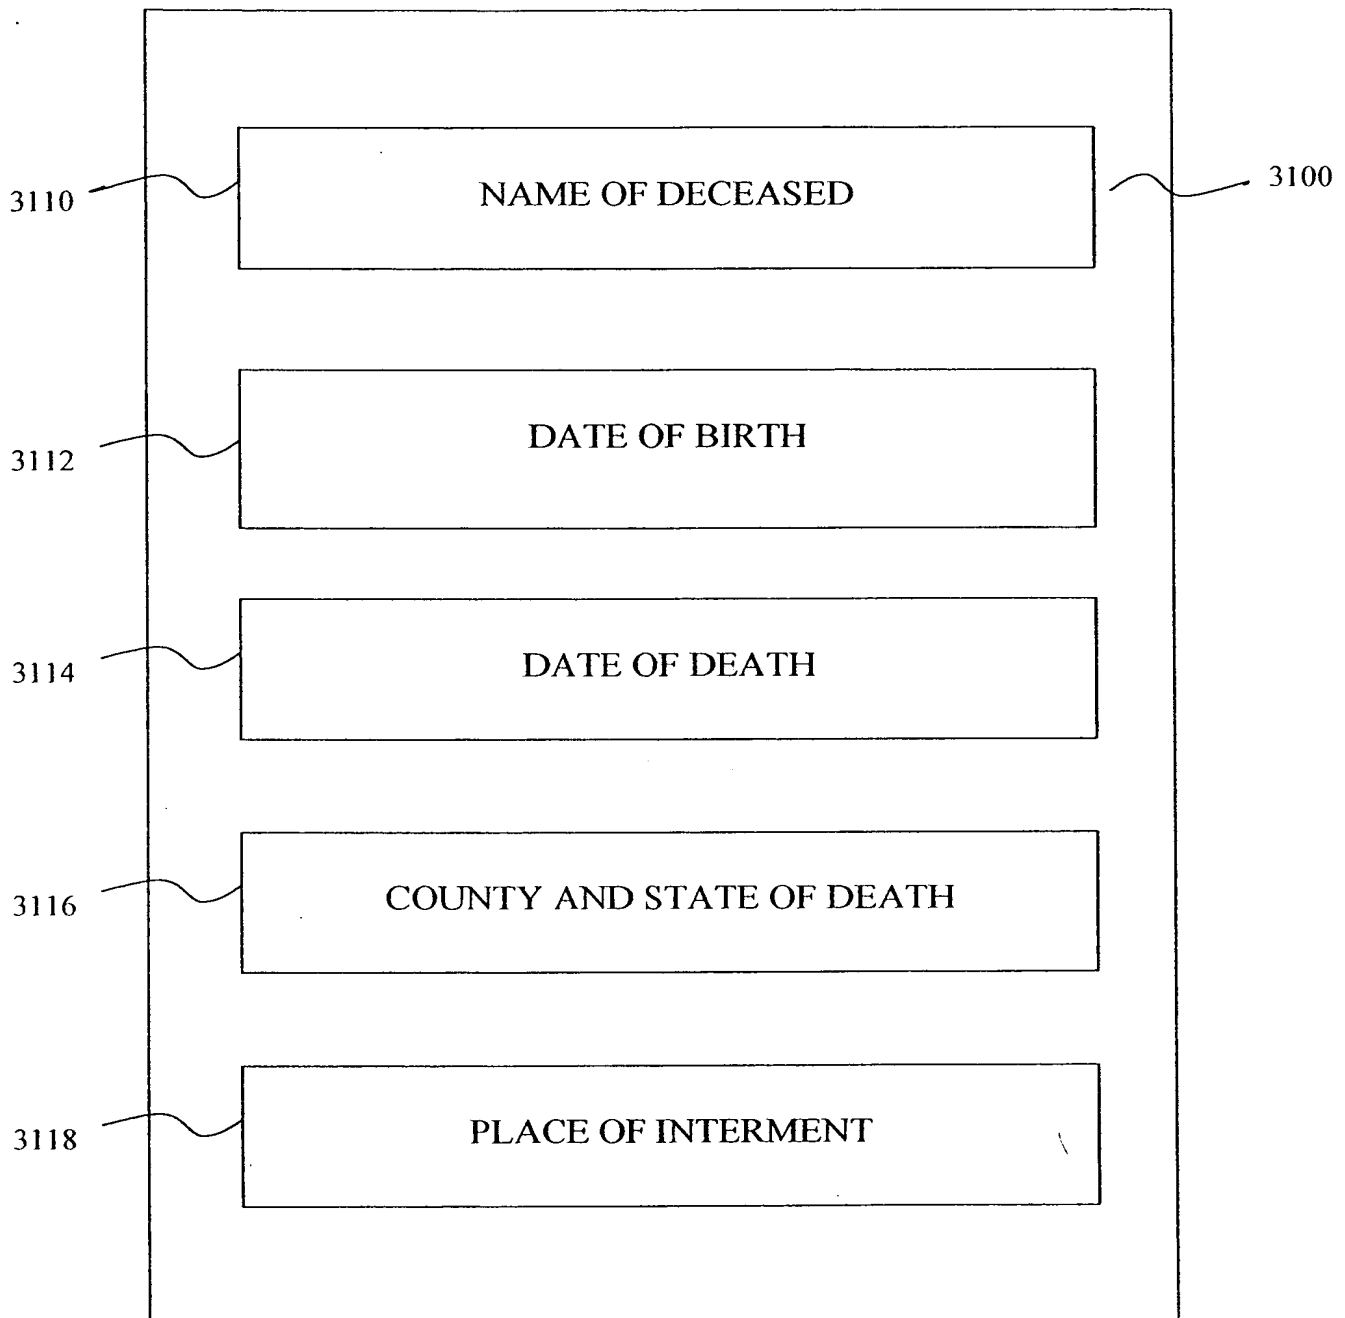 NAME OF DECEASED
3100
3110
DATE OF BIRTH
3112
DATE OF DEATH
3114
COUNTY AND STATE OF DEATH
3116
PLACE OF INTERMENT
3118